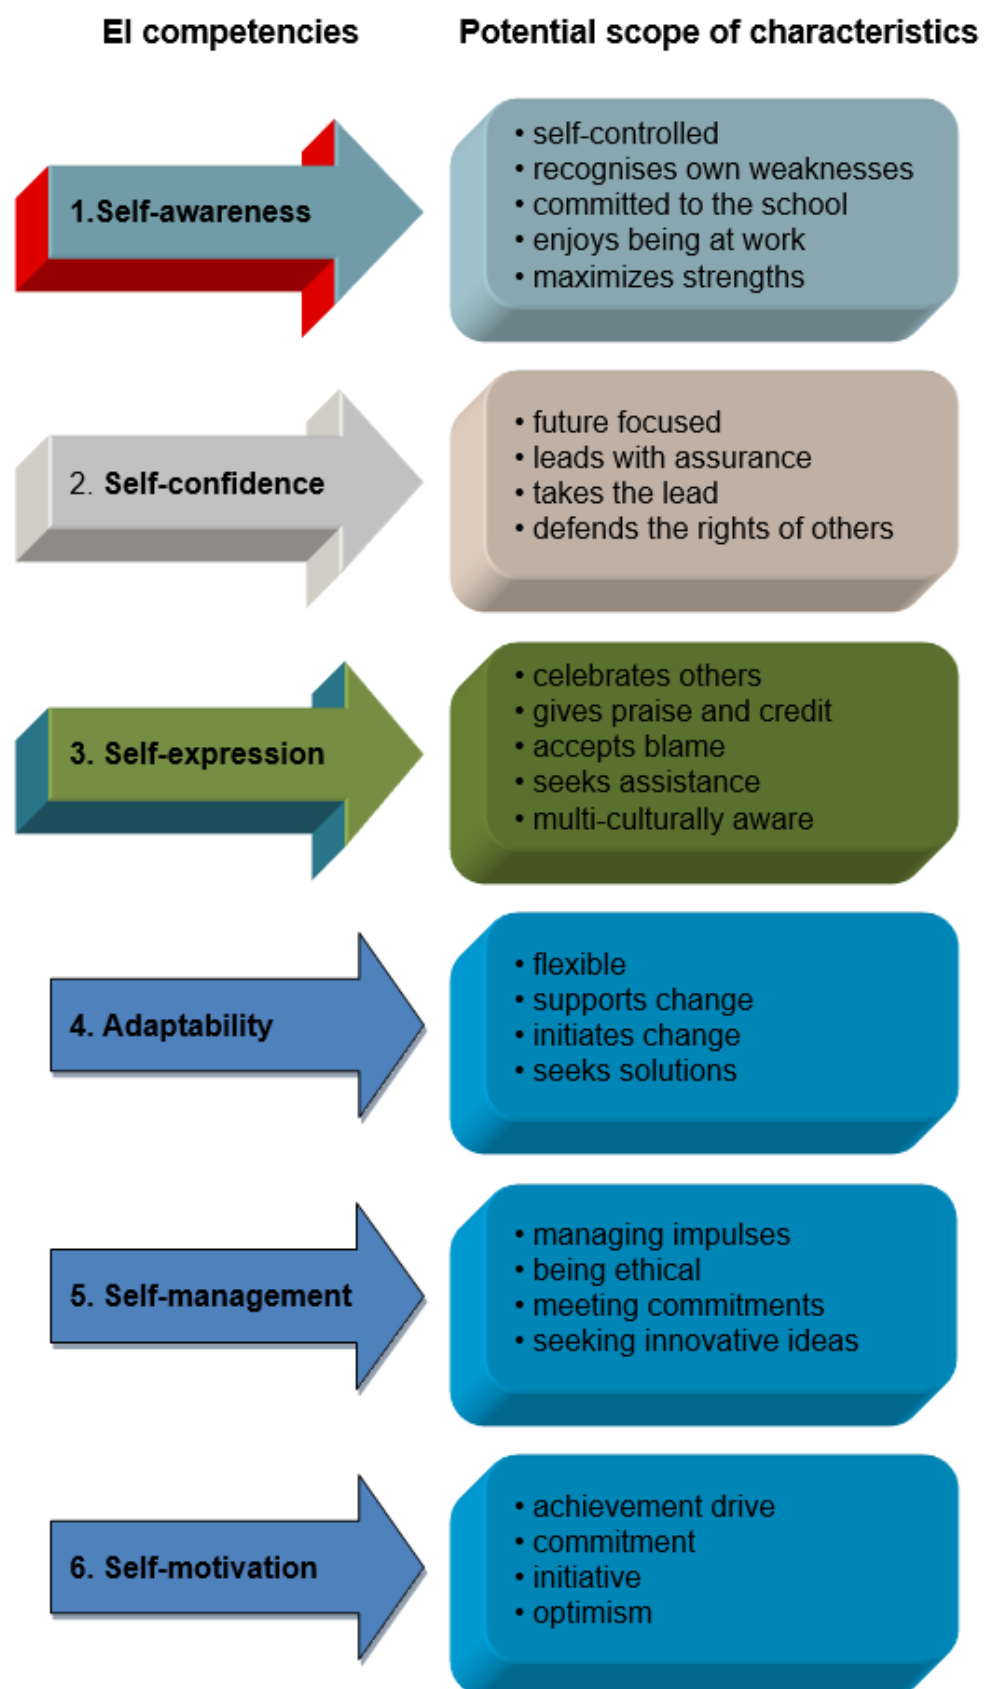 EI competencies
Potential scope of characteristics
1.Self-awareness
• self-controlled
• recognises own weaknesses
• committed to the school
• enjoys being at work
• maximizes strengths
2. Self-confidence
• future focused
• leads with assurance
• takes the lead
• defends the rights of others
3. Self-expression
• celebrates others
• gives praise and credit
• accepts blame
• seeks assistance
• multi-culturally aware
4. Adaptability
• flexible
• supports change
• initiates change
• seeks solutions
5. Self-management
• managing impulses
• being ethical
• meeting commitments
• seeking innovative ideas
6. Self-motivation
• achievement drive
• commitment
• initiative
• optimism